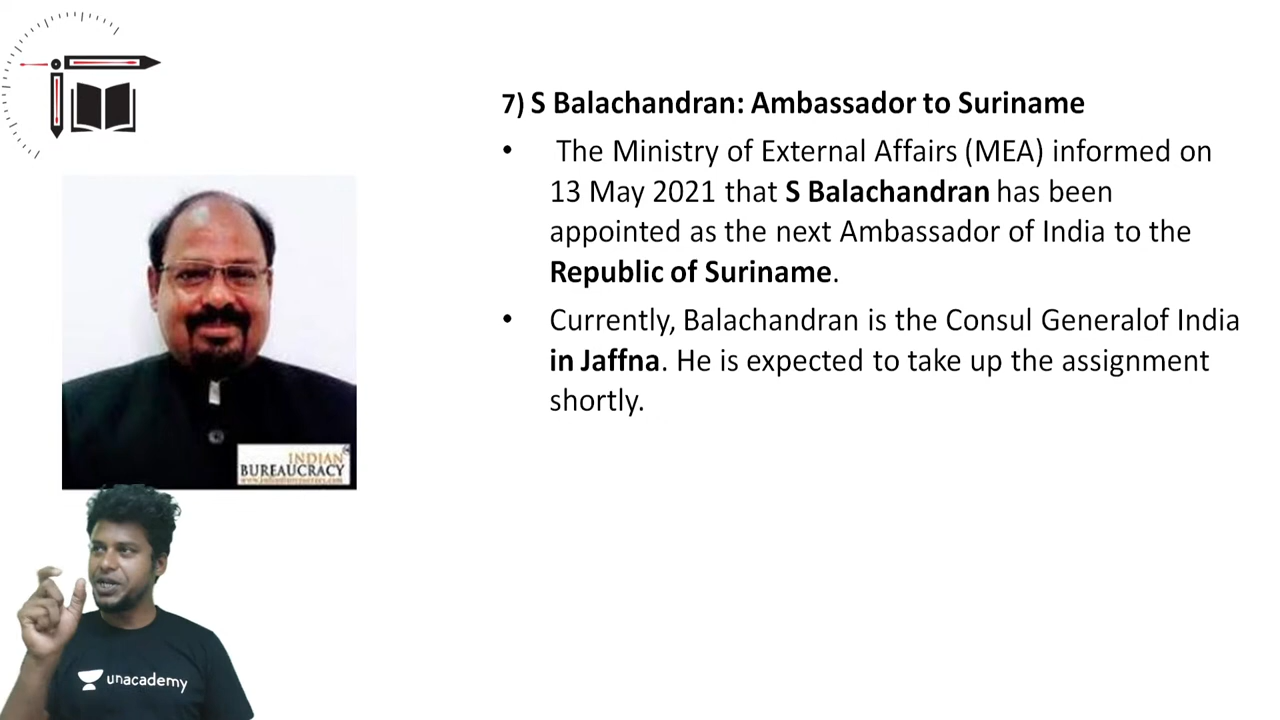 7) S Balachandran: Ambassador to Suriname
• The Ministry of External Affairs (MEA) informed on
13 May 2021 that S Balachandran has been
appointed as the next Ambassador of India to the
Republic of Suriname.
• Currently, Balachandran is the Consul Generalof India
in Jaffna. He is expected to take up the assignment
shortly.
INDIAN
BUREAUCRACY
unacademy